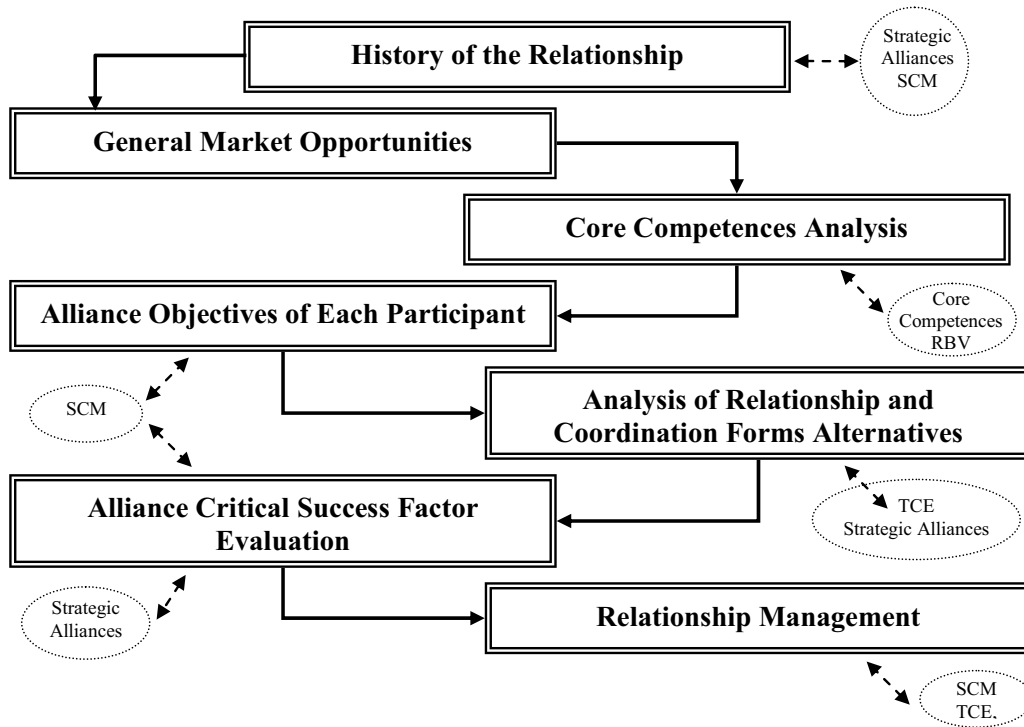 History of the Relationship
Strategic
Alliances
SCM
General Market Opportunities
Core Competences Analysis
Alliance Objectives of Each Participant
Core
Competences
RBV
SCM
Analysis of Relationship and
Coordination Forms Alternatives
Alliance Critical Success Factor
Evaluation
TCE
Strategic Alliances
Strategic
Alliances
Relationship Management
SCM
TCE,